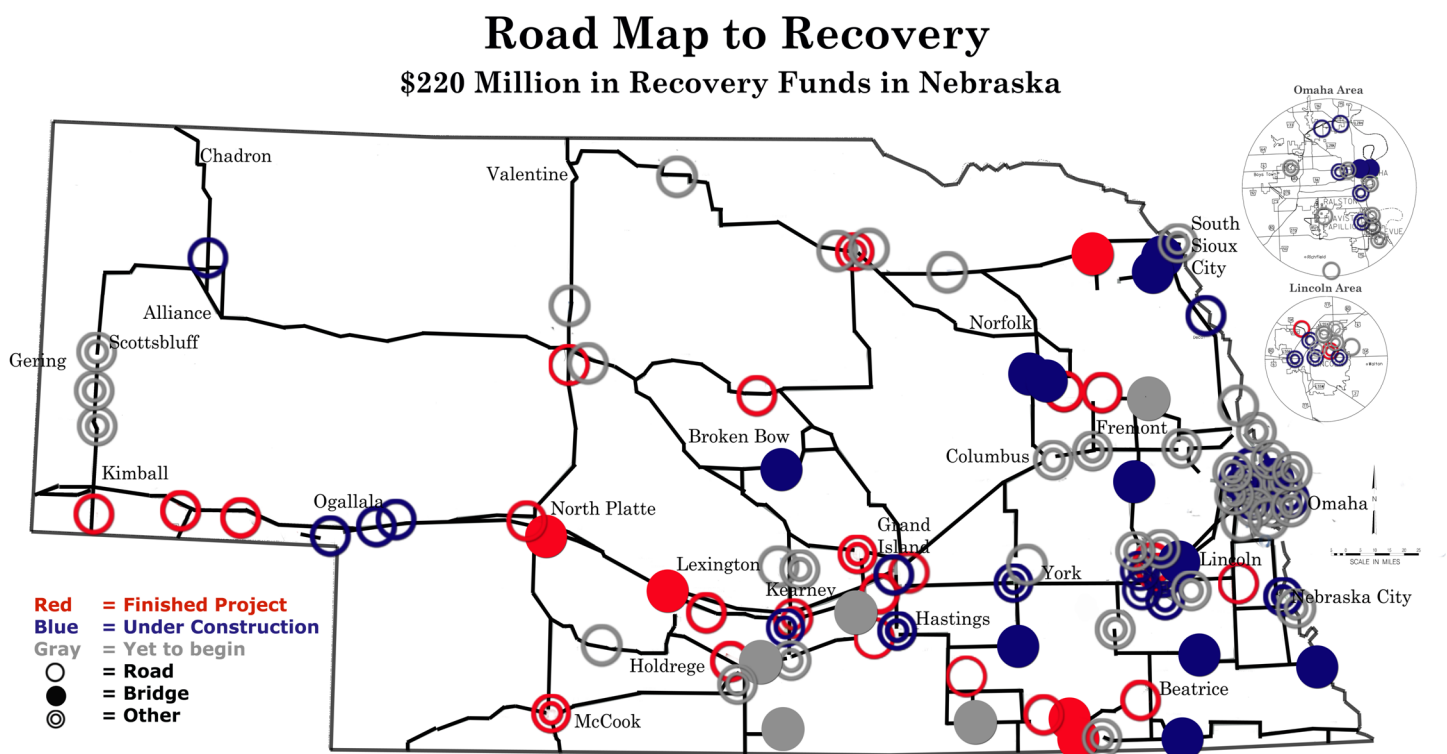 Road Map to Recovery
$220 Million in Recovery Funds in Nebraska
Omaha Area
Chadron
Valentine
RALSTON
South
Sioux
City
Lincoln Area
Alliance
Norfolk
Scottsbluff
Gering
Fremont
Broken Bow
Columbus
Kimball
Ogallala
North Platte
N
Omaha
Grand
Island
SCALE IN MILES
Lexington
Lincoln
York
Kearney
Nebraska City
Hastings
Holdrege
Beatrice
McCook
Red = Finished Project
Blue = Under Construction
Gray = Yet to begin
= Road
= Bridge
= Other